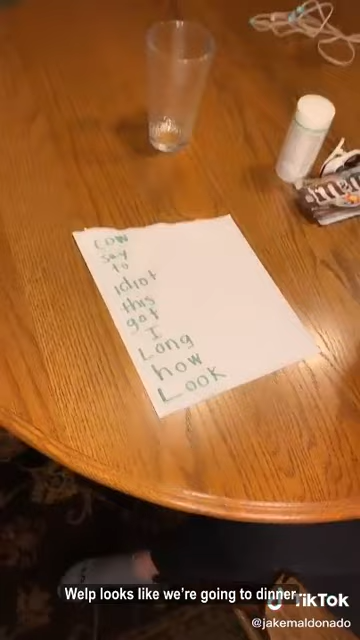 COW
Say
to
idiot
this
got
I
Long
how
Look
Welp looks like we're going to dinner...
TikTok
@jakemaldonado